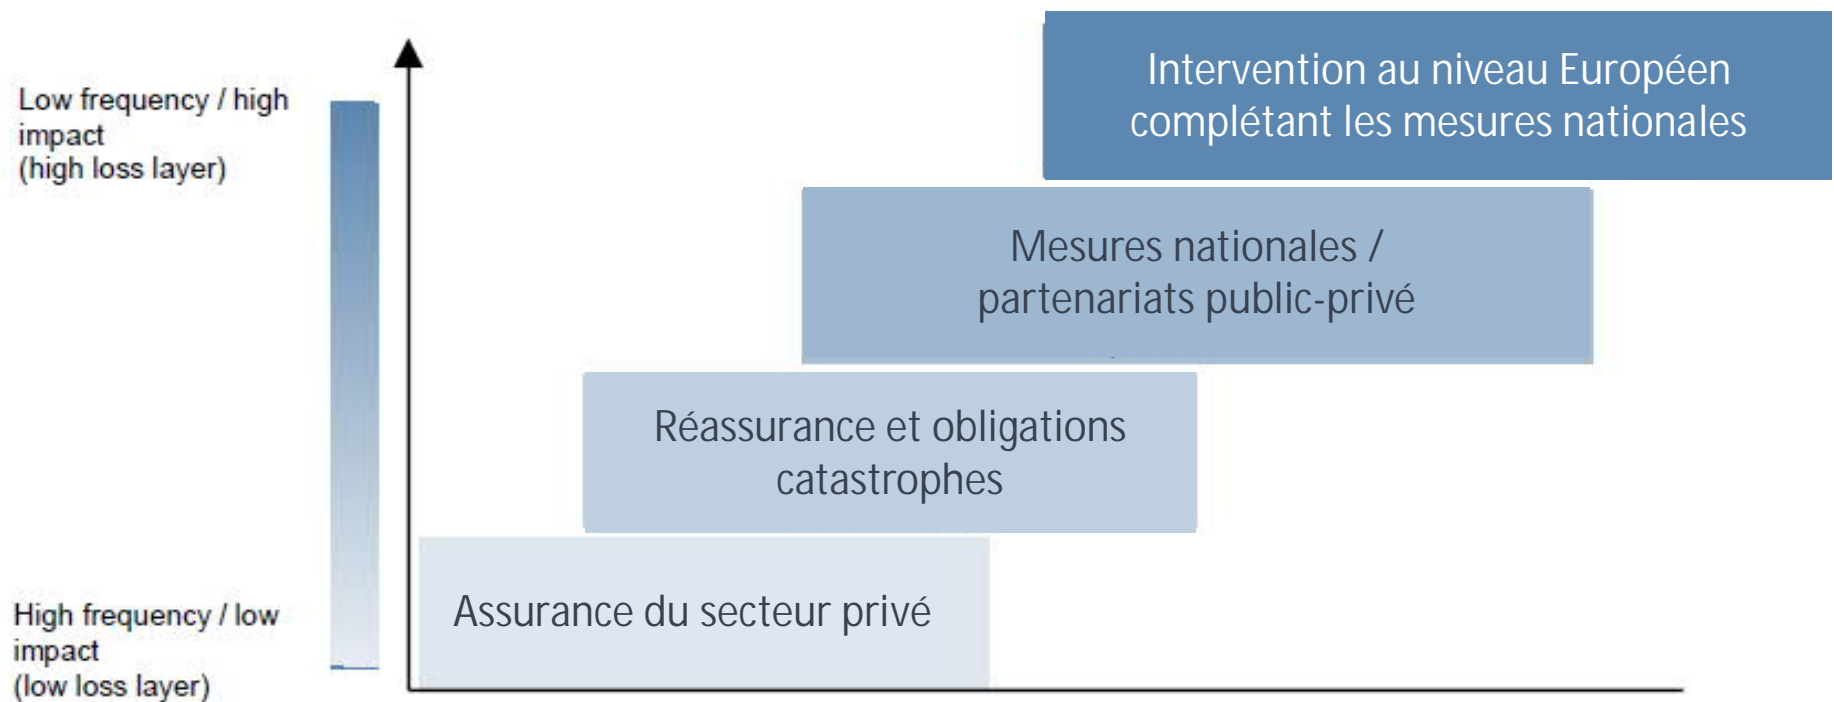 Intervention au niveau Européen
complétant les mesures nationales
Low frequency / high
impact
(high loss layer)
Mesures nationales /
partenariats public-privé
Réassurance et obligations
catastrophes
Assurance du secteur privé
High frequency / low
impact
(low loss layer)